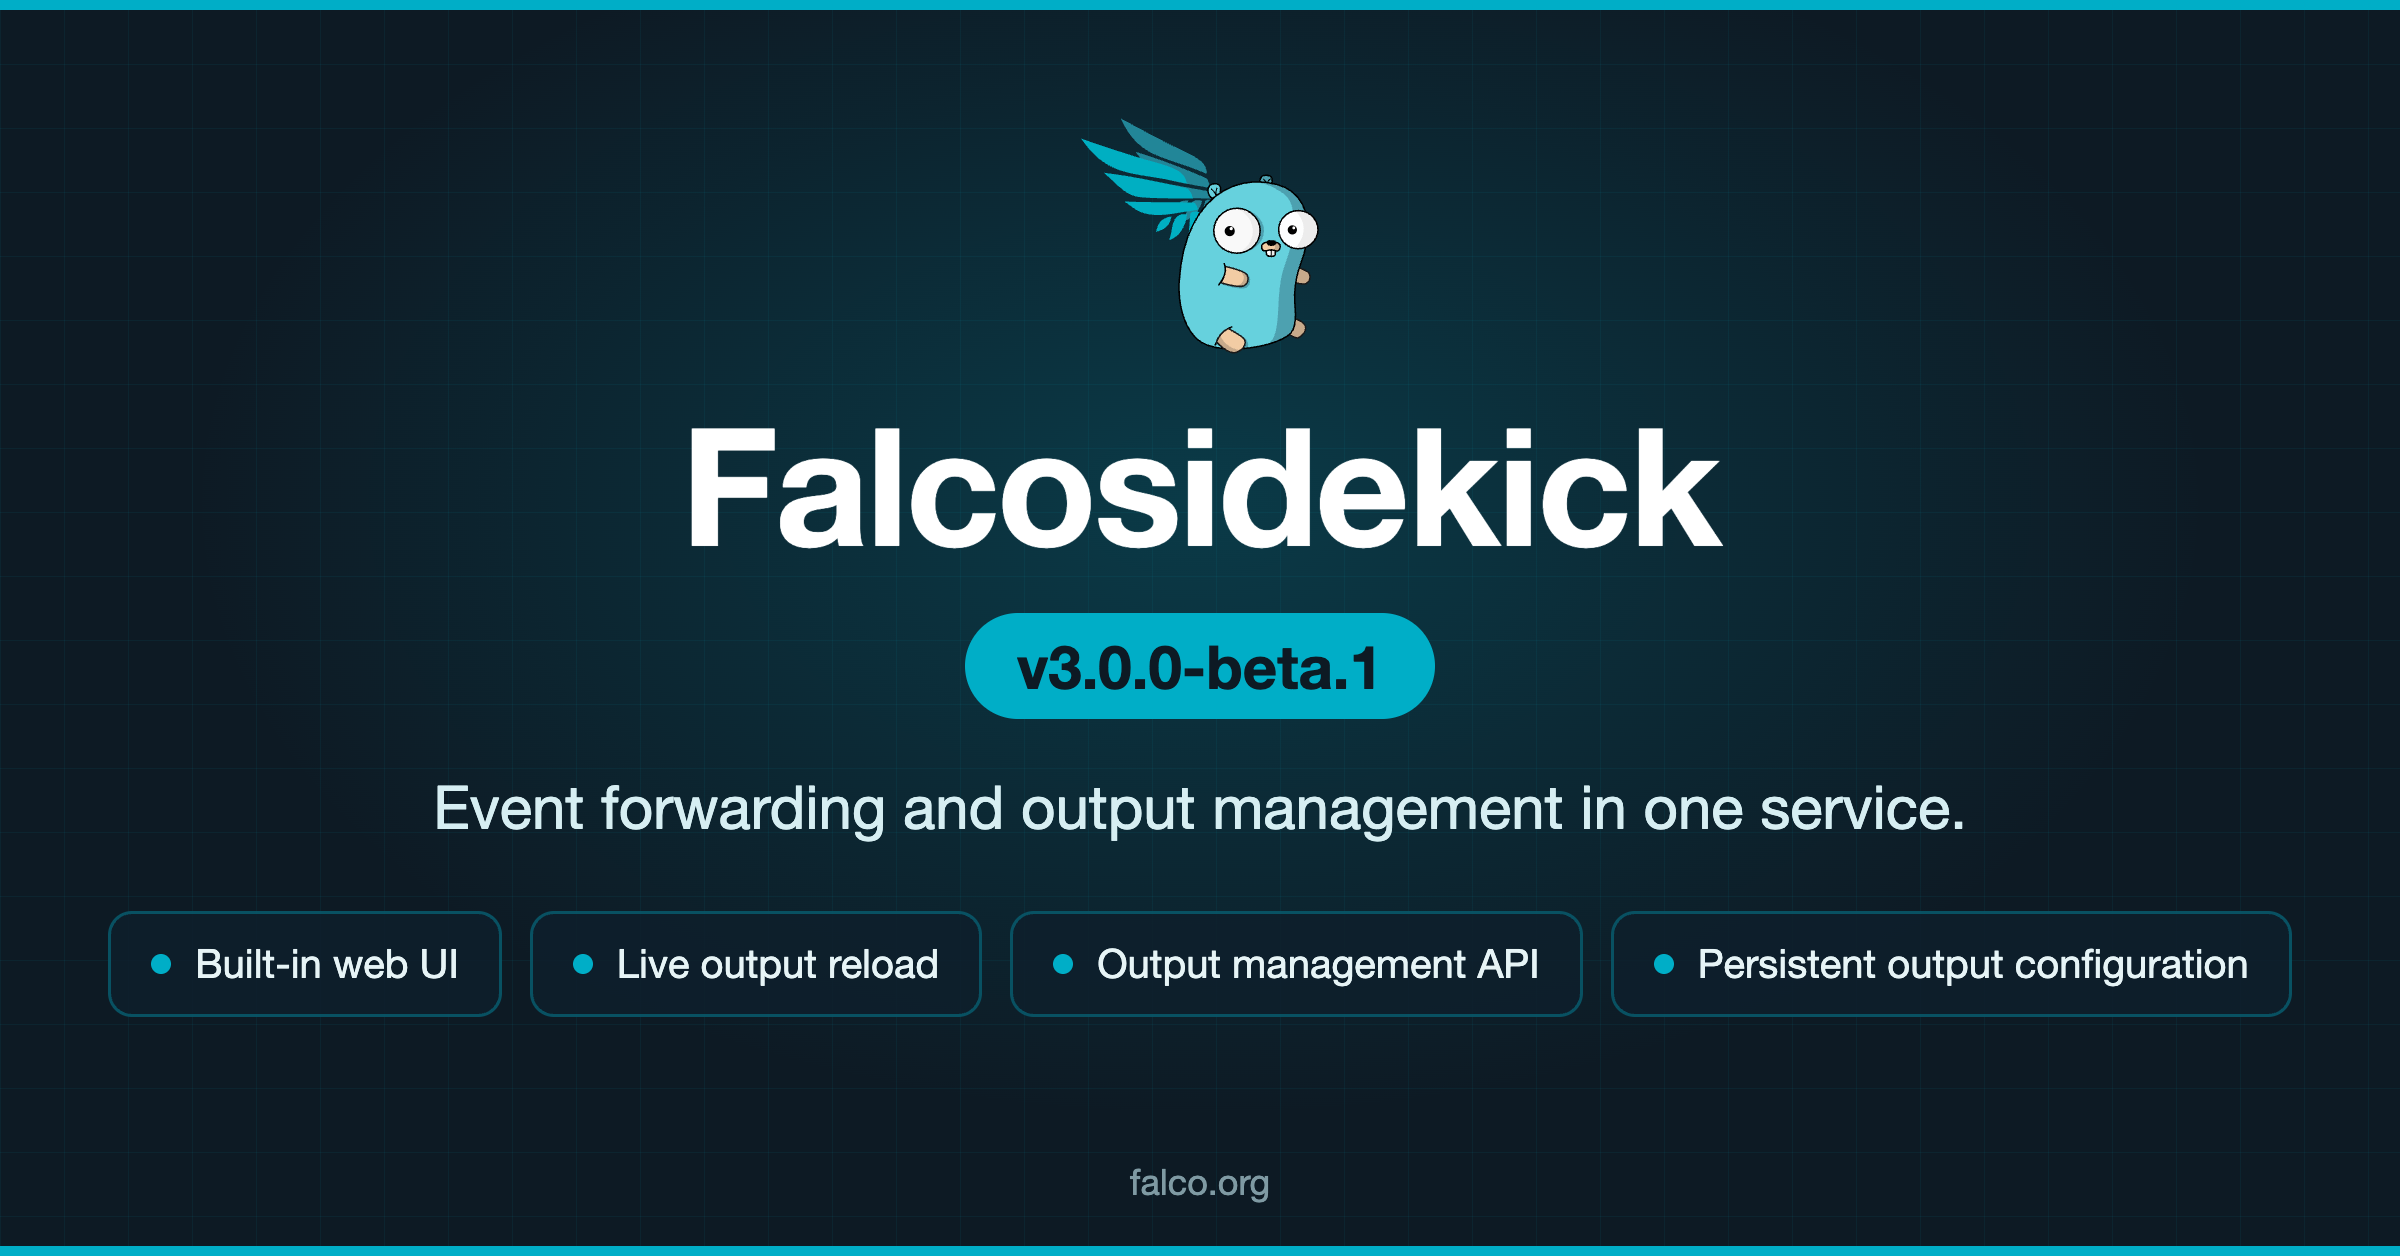 Falcosidekick
v3.0.0-beta.1
Event forwarding and output management in one service.
Built-in web UI
Live output reload
Output management API
Persistent output configuration
falco.org